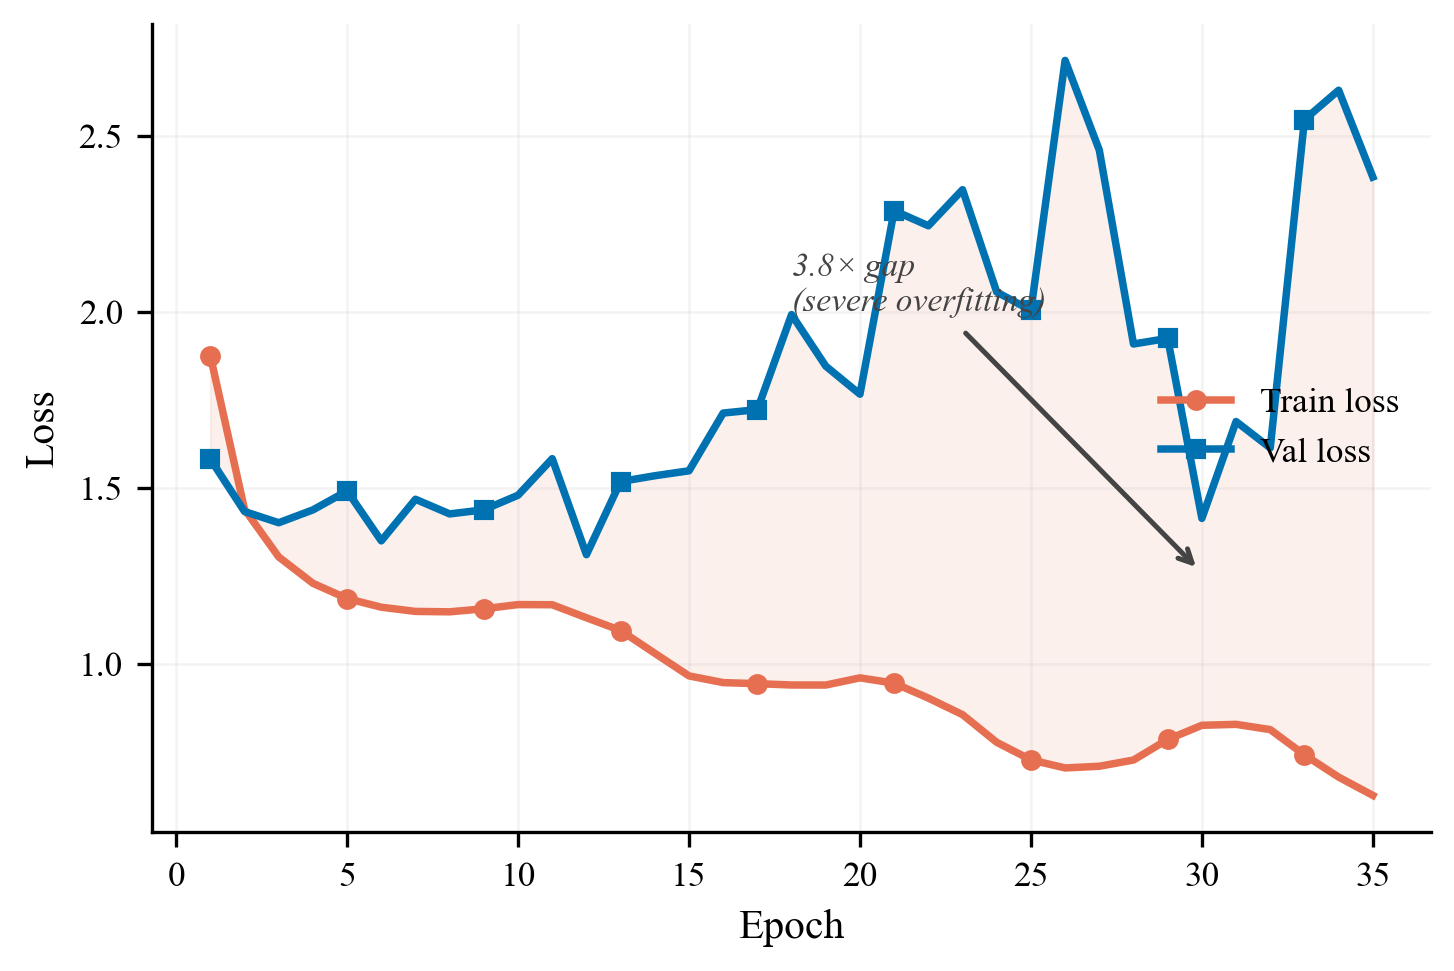 2.5
2.0
1.5
1.0
Loss
3.8× gap
(severe overfitting)
Train loss
Val loss
0 5 10 15 20 25 30 35
Epoch